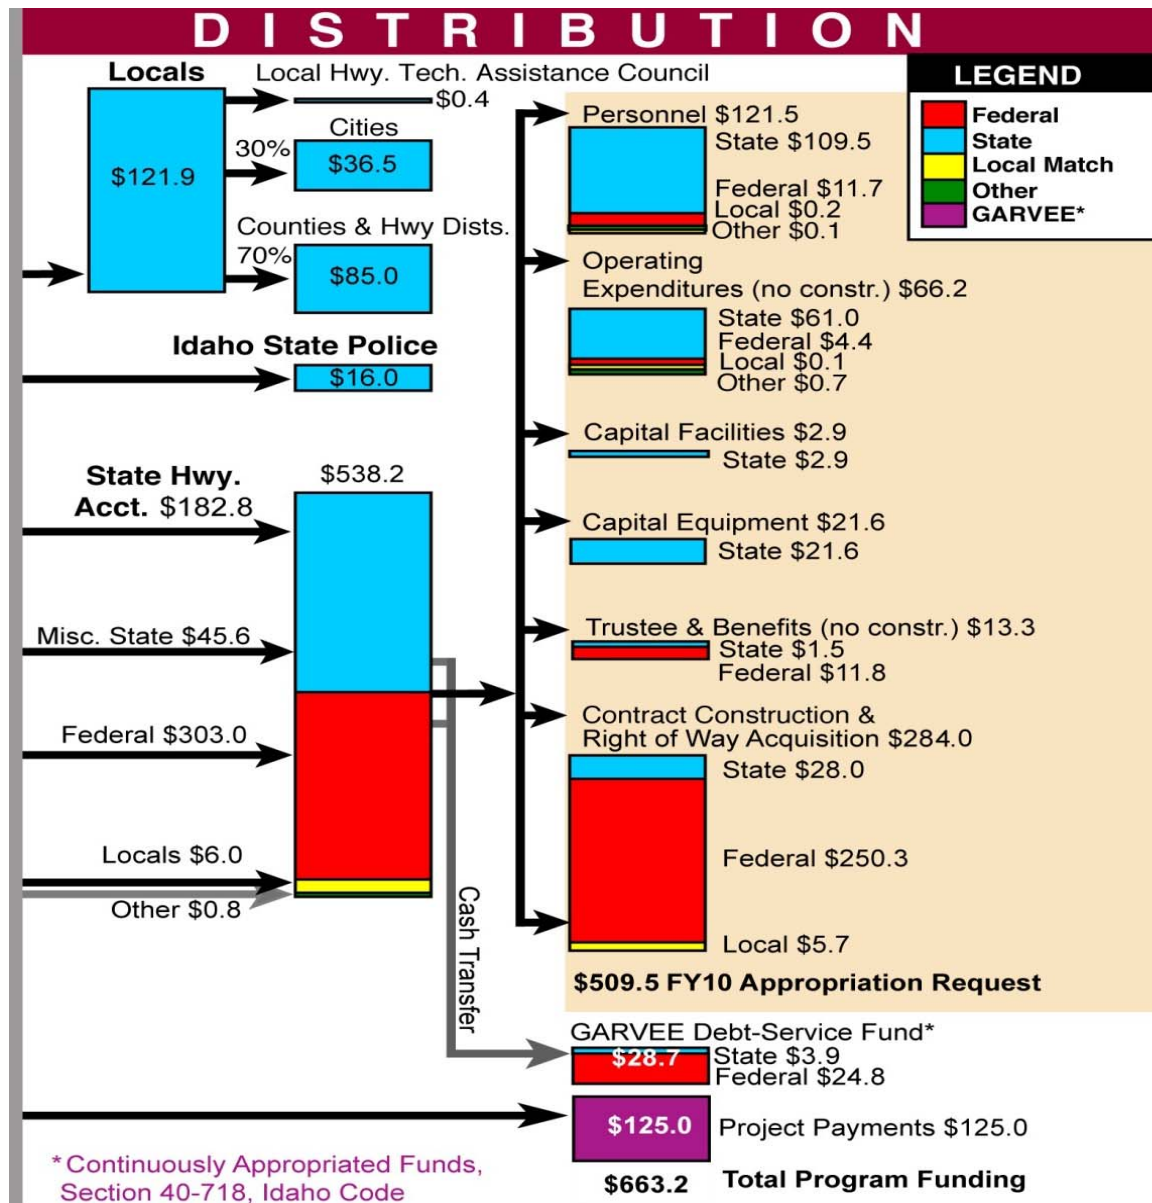 DISTRIBUTION
Locals
$121.9
Local Hwy. Tech. Assistance Council
$0.4
Cities
30%
$36.5
Counties & Hwy Dists.
70%
$85.0
Idaho State Police
$16.0
State Hwy.
Acct. $182.8
$538.2
Misc. State $45.6
Federal $303.0
Locals $6.0
Other $0.8
Cash Transfer
LEGEND
Federal
State
Local Match
Other
GARVEE*
Personnel $121.5
State $109.5
Federal $11.7
Local $0.2
Other $0.1
Operating
Expenditures (no constr.) $66.2
State $61.0
Federal $4.4
Local $0.1
Other $0.7
Capital Facilities $2.9
State $2.9
Capital Equipment $21.6
State $21.6
Trustee & Benefits (no constr.) $13.3
State $1.5
Federal $11.8
Contract Construction &
Right of Way Acquisition $284.0
State $28.0
Federal $250.3
Local $5.7
$509.5 FY10 Appropriation Request
GARVEE Debt-Service Fund*
$28.7
State $3.9
Federal $24.8
$125.0
Project Payments $125.0
$663.2 Total Program Funding
*Continuously Appropriated Funds,
Section 40-718, Idaho Code